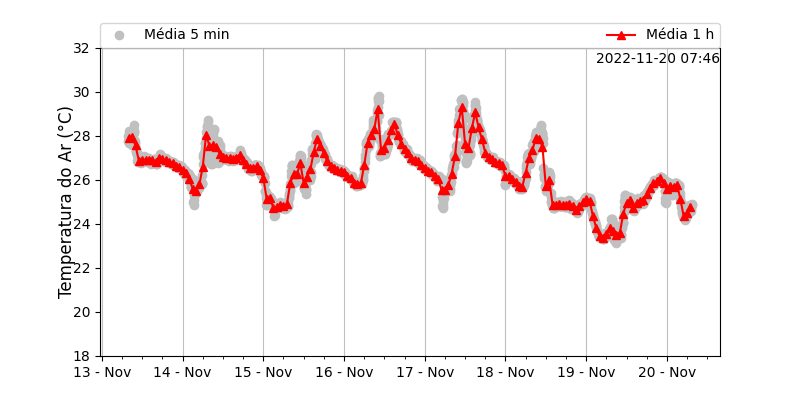 Média 5 min
Média 1 h
2022-11-20 07:46
Temperatura do Ar (°C)
32
30
28
26
24
22
20
18
13 - Nov
14 - Nov
15 - Nov
16 - Nov
17 - Nov
18 - Nov
19 - Nov
20 - Nov